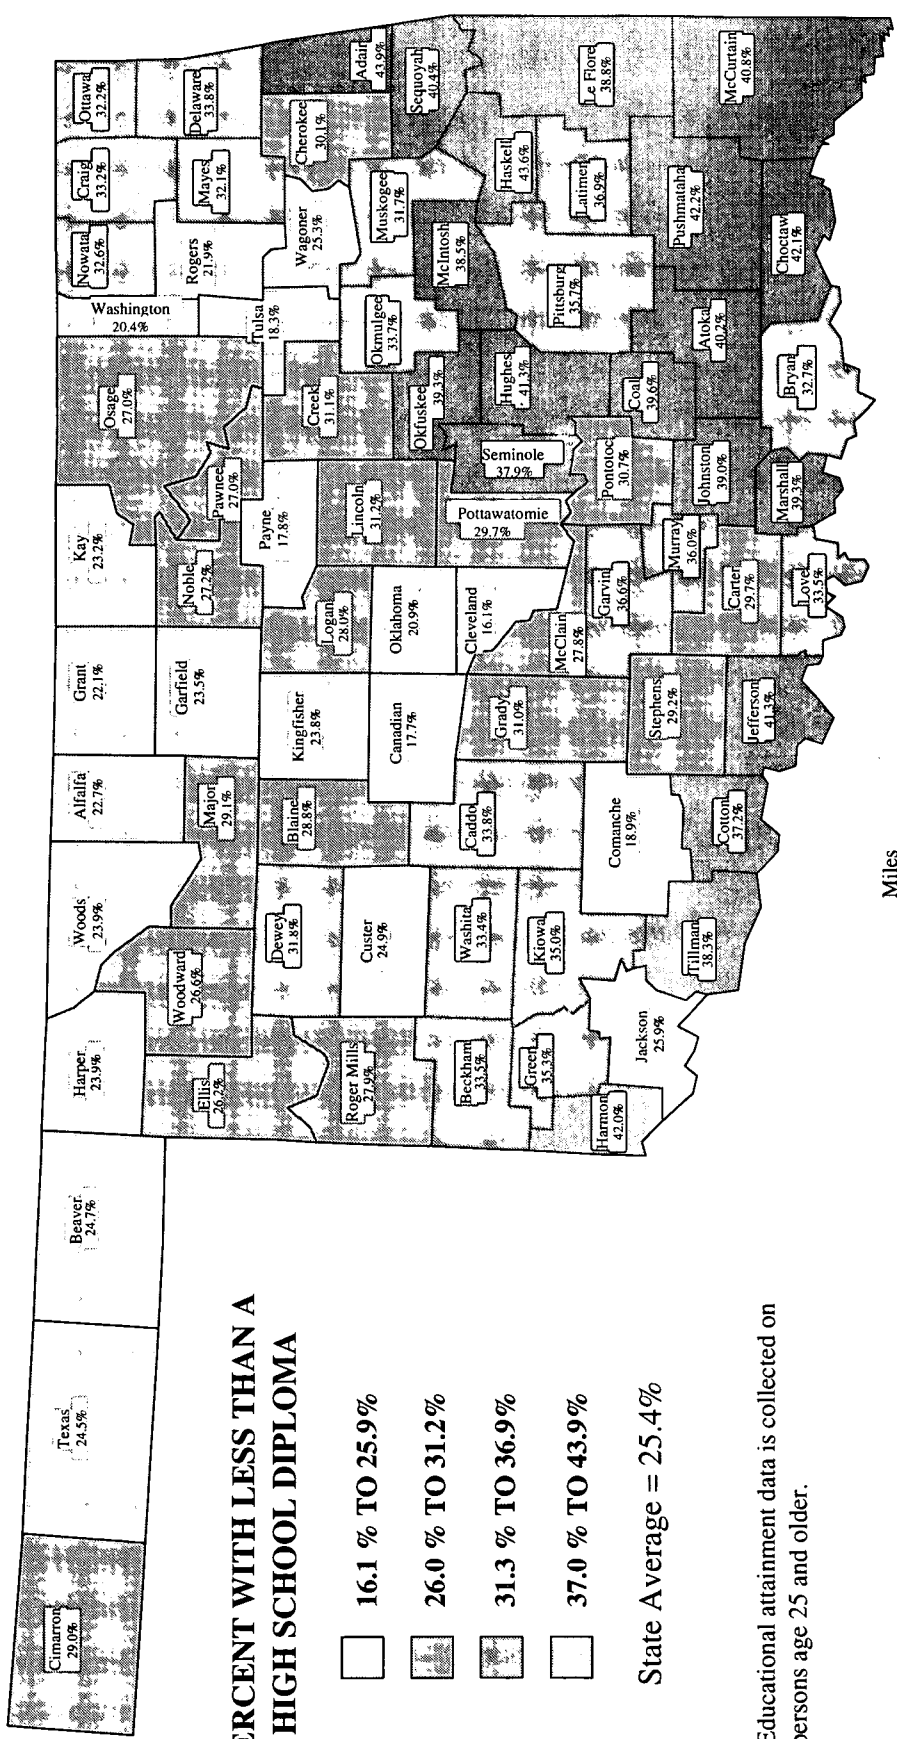 Cimarron
29.0%
Texas
24.5%
Beaver
24.7%
Harper
23.9%
Woods
23.9%
Alfalfa
22.7%
Grant
22.1%
Kay
23.2%
Osage
27.0%
Washington
20.4%
Nowata
32.6%
Craig
33.2%
Ottawa
32.2%
Ellis
26.2%
Woodward
26.6%
Major
29.1%
Garfield
23.5%
Noble
27.2%
Pawnee
27.0%
Rogers
21.9%
Mayes
32.1%
Delaware
33.8%
Dewey
31.8%
Blaine
28.8%
Kingfisher
23.8%
Logan
28.0%
Payne
17.8%
Creek
31.1%
Tulsa
18.3%
Wagoner
25.3%
Cherokee
30.1%
Adair
43.9%
Roger Mills
27.9%
Custer
24.9%
Canadian
17.7%
Oklahoma
20.9%
Lincoln
31.2%
Okfuskee
39.3%
Okmulgee
33.7%
Muskogee
31.7%
Sequoyah
40.4%
Beckham
33.5%
Washita
33.4%
Caddo
33.8%
Grady
31.0%
Cleveland
16.1%
McClain
27.8%
Pottawatomie
29.7%
Seminole
37.9%
Hughes
41.3%
McIntosh
38.5%
Haskell
43.6%
Le Flore
38.8%
Greer
35.3%
Kiowa
35.0%
Comanche
18.9%
Stephens
29.2%
Garvin
36.6%
Pontotoc
30.7%
Coal
39.6%
Pittsburg
35.7%
Latimer
36.9%
Harmon
42.0%
Jackson
25.9%
Tillman
38.3%
Cotton
37.2%
Jefferson
41.3%
Carter
29.7%
Murray
36.0%
Johnston
39.0%
Atoka
40.2%
Pushmataha
42.2%
McCurtain
40.8%
Love
33.5%
Marshall
39.3%
Bryan
32.7%
Choctaw
42.1%
ERCENT WITH LESS THAN A
HIGH SCHOOL DIPLOMA
16.1 % TO 25.9%
26.0 % TO 31.2%
31.3 % TO 36.9%
37.0 % TO 43.9%
State Average = 25.4%
Educational attainment data is collected on
persons age 25 and older.
Miles